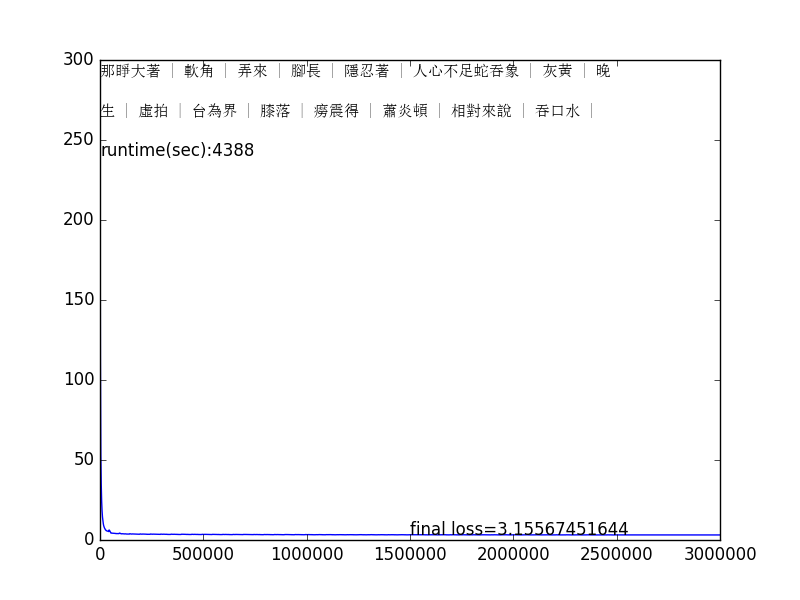 300
那睜大著 | 軟角 | 弄來 | 腳長 | 隱忍著 | 人心不足蛇吞象 | 灰黄 | 晚
生 | 虛拍 | 台為界 | 膝落 | 癆震得 | 蕭炎頓 | 相對來說 | 吞口水 |
250
runtime(sec):4388
200
150
100
50
final loss=3.15567451644
0
0 500000 1000000 1500000 2000000 2500000 3000000